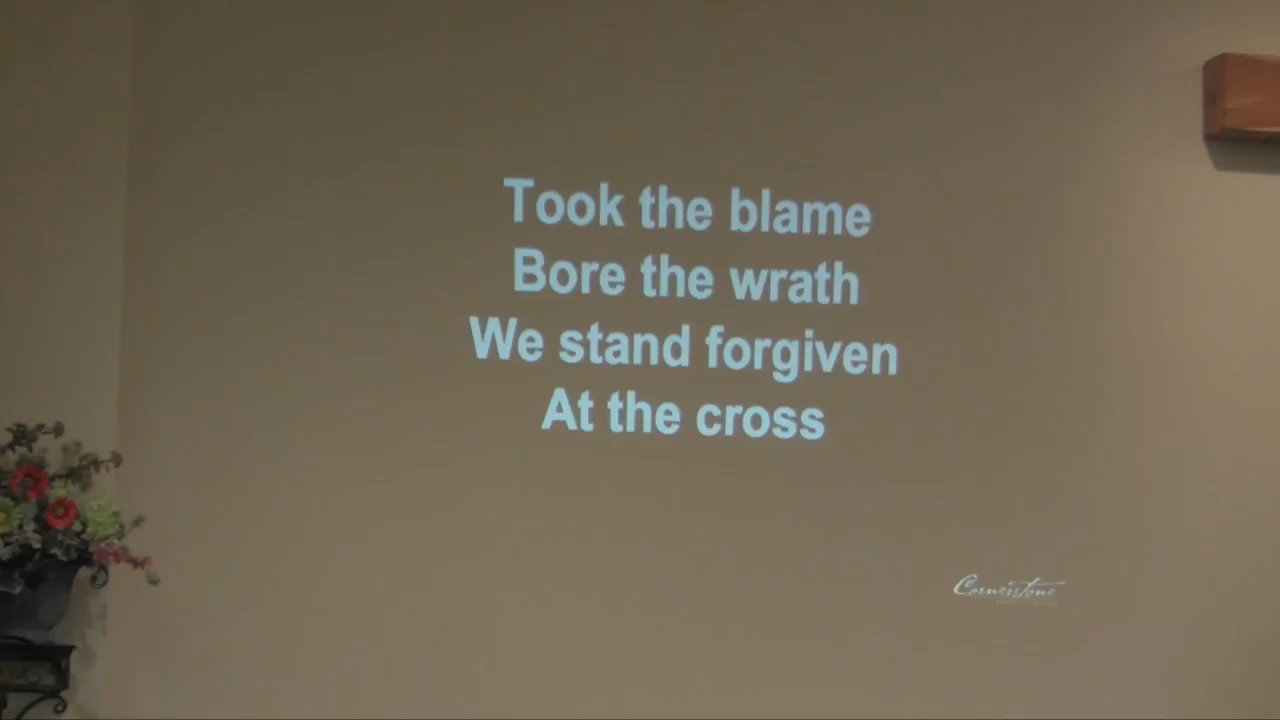 Took the blame
Bore the wrath
We stand forgiven
At the cross
Cornerstone